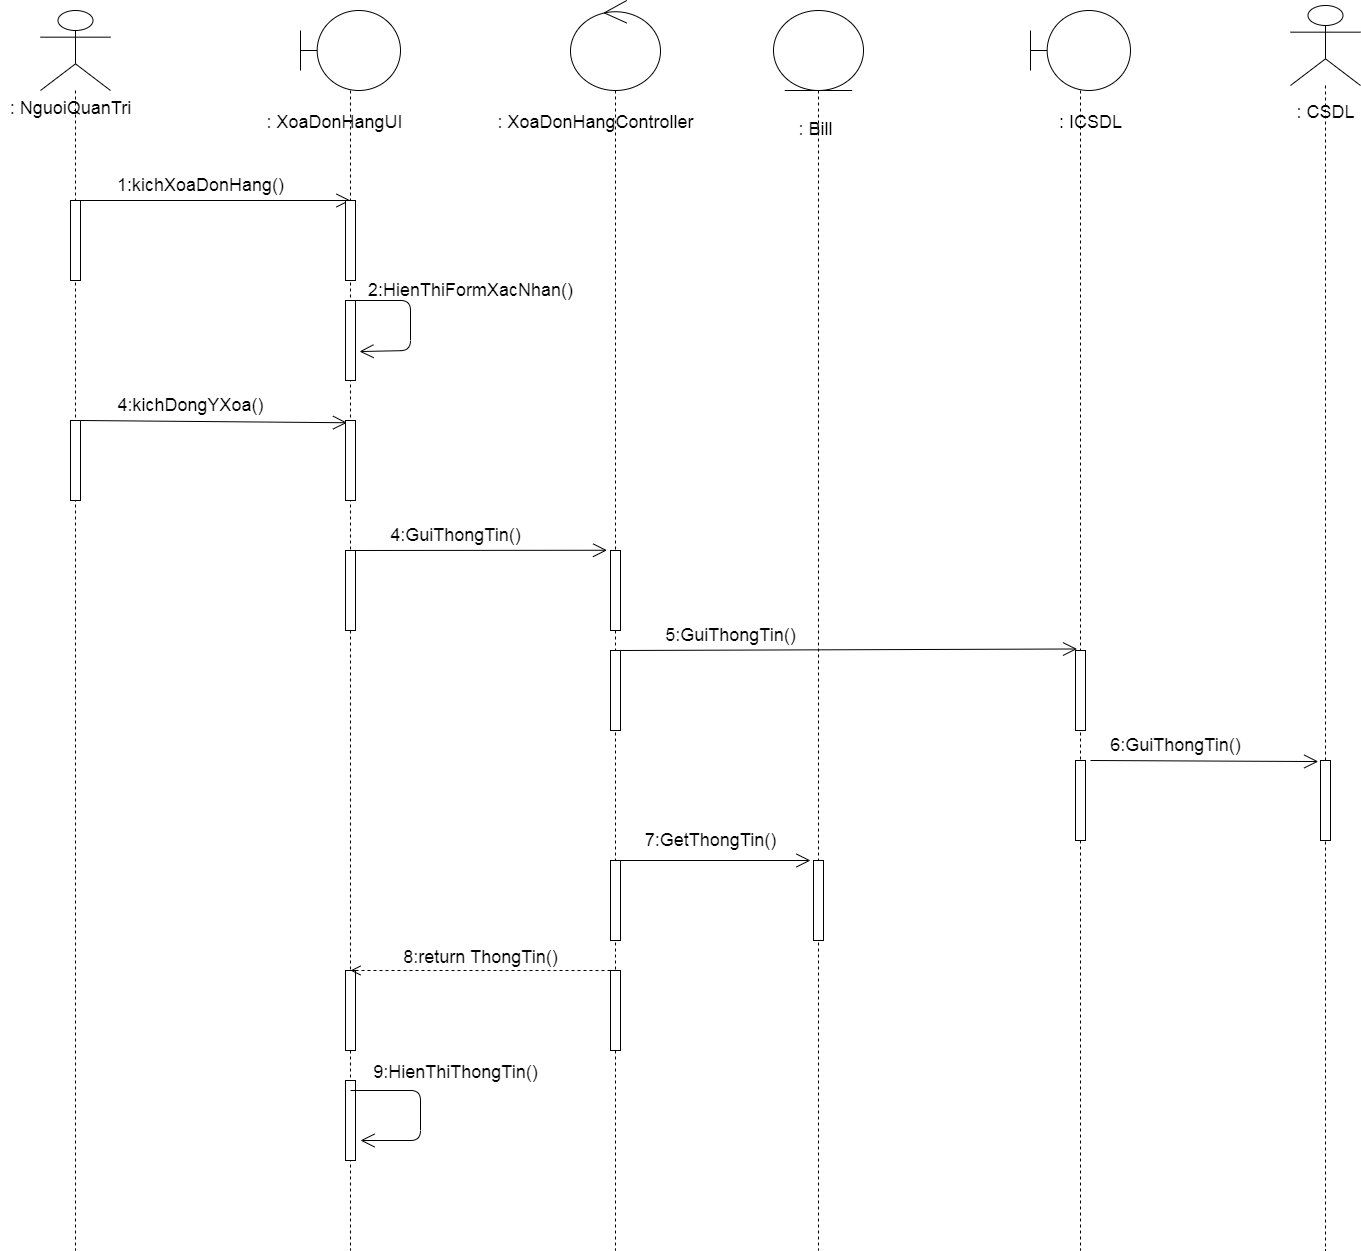 : NguoiQuanTri
: XoaDonHangUI
: XoaDonHangController
: Bill
: ICSDL
: CSDL
1:kichXoaDonHang()
2:HienThiFormXacNhan()
4:kichDongYXoa()
4:GuiThongTin()
5:GuiThongTin()
6:GuiThongTin()
7:GetThongTin()
8:return ThongTin()
9:HienThiThongTin()